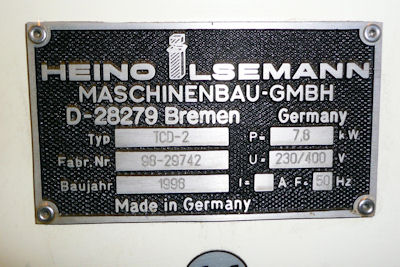 HEINO ILSEMANN
MASCHINENBAU-GMBH
D-28279 Bremen Germany
Typ TCD-2 P= 7,8 kW
Fabr.Nr. 98-29742 U= 230/400 V
Baujahr 1998 I= A F= 50 Hz
Made in Germany